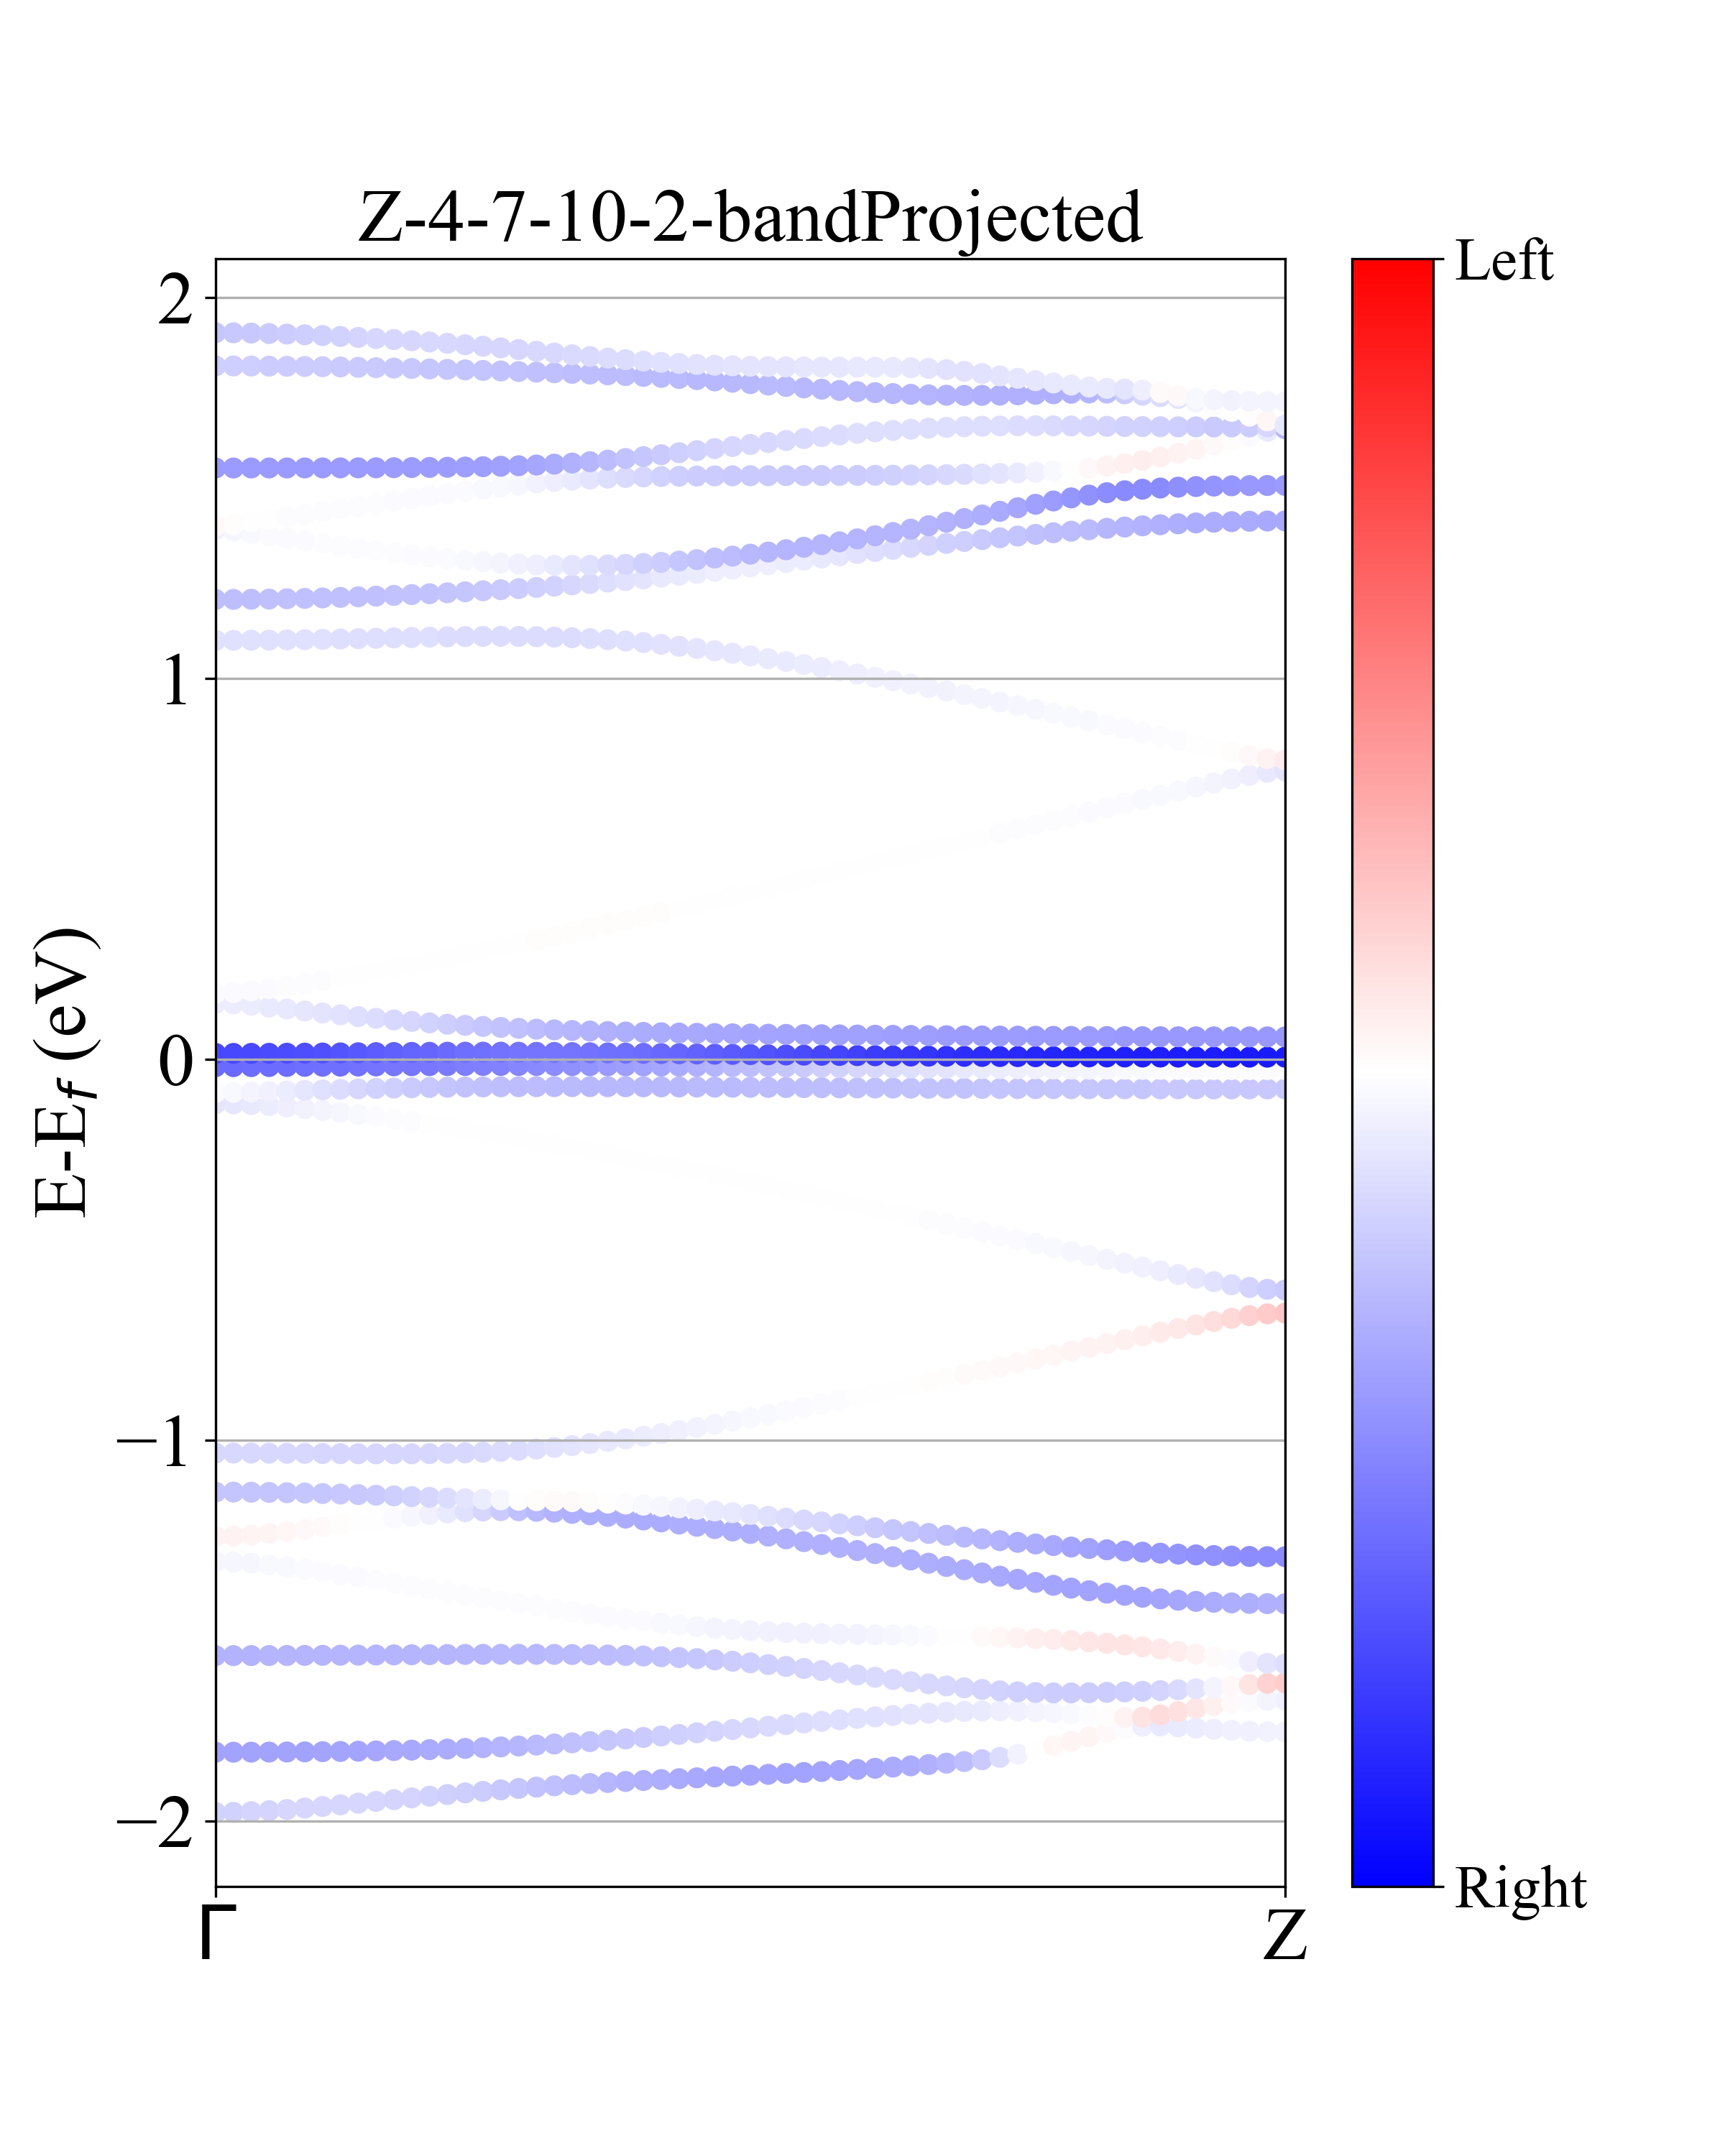 Z-4-7-10-2-bandProjected
Left
2
1
0
−1
−2
E-Ef (eV)
Right
Γ
Z